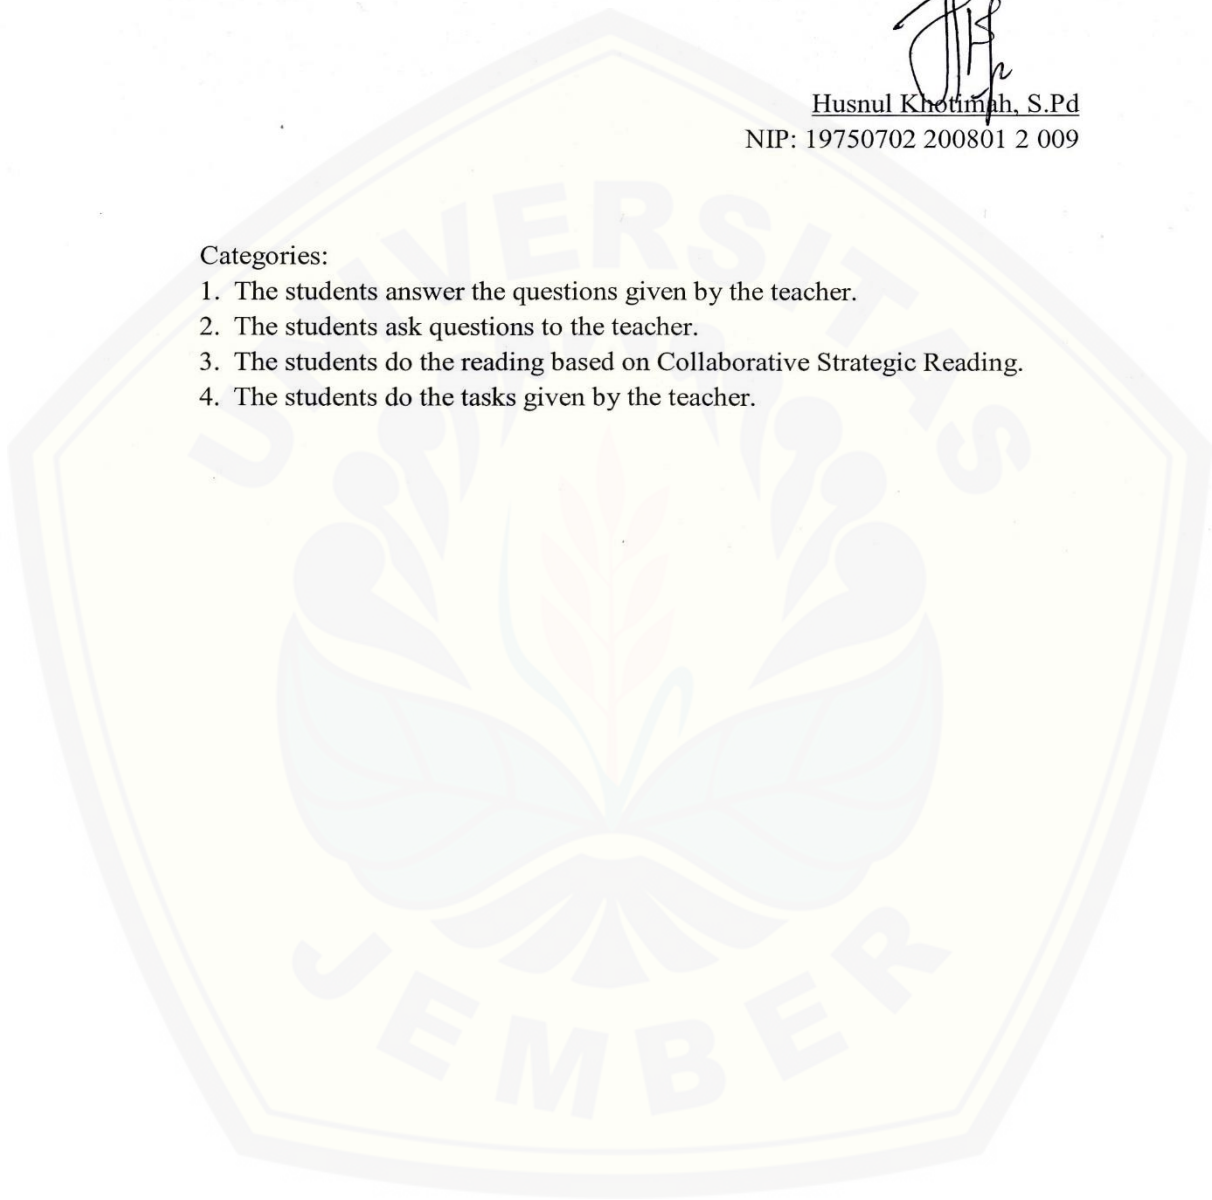 Husnul Khotimah, S.Pd
NIP: 19750702 200801 2 009
Categories:
1. The students answer the questions given by the teacher.
2. The students ask questions to the teacher.
3. The students do the reading based on Collaborative Strategic Reading.
4. The students do the tasks given by the teacher.
UNIVERSITAS
JEMBER